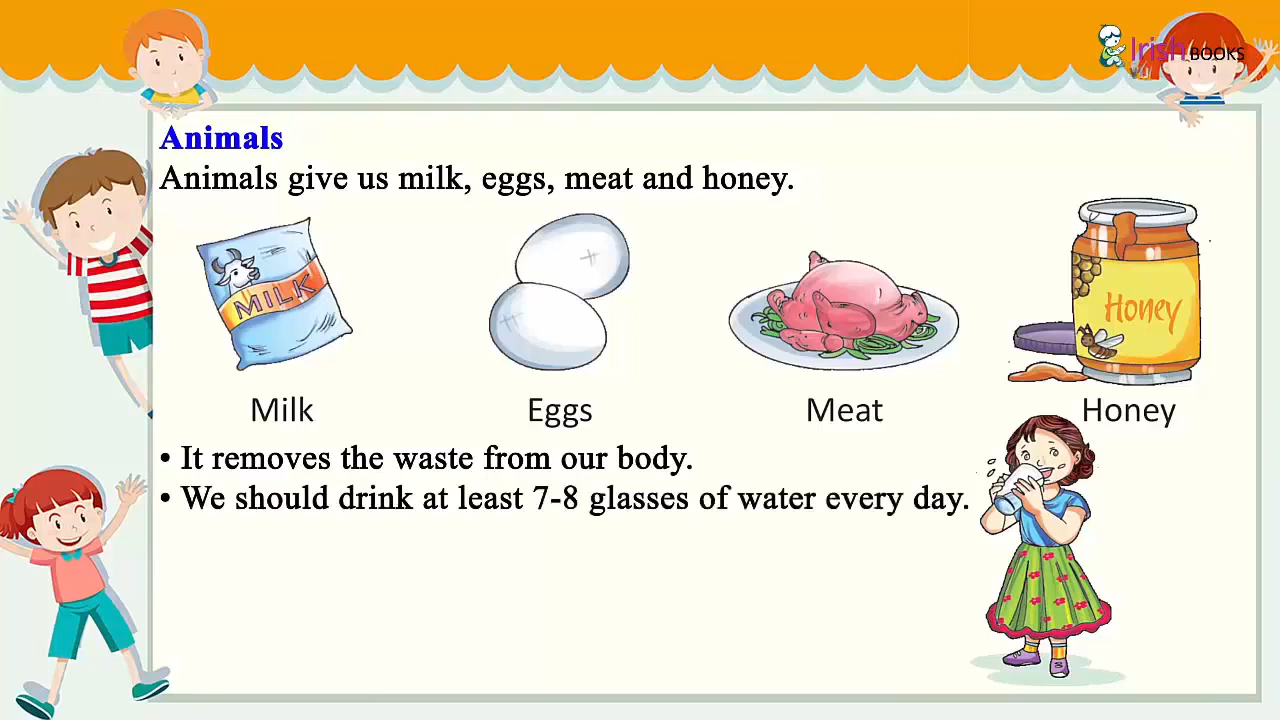 Irish BOOKS
Animals
Animals give us milk, eggs, meat and honey.
MILK
Honey
Milk
Eggs
Meat
Honey
• It removes the waste from our body.
• We should drink at least 7-8 glasses of water every day.